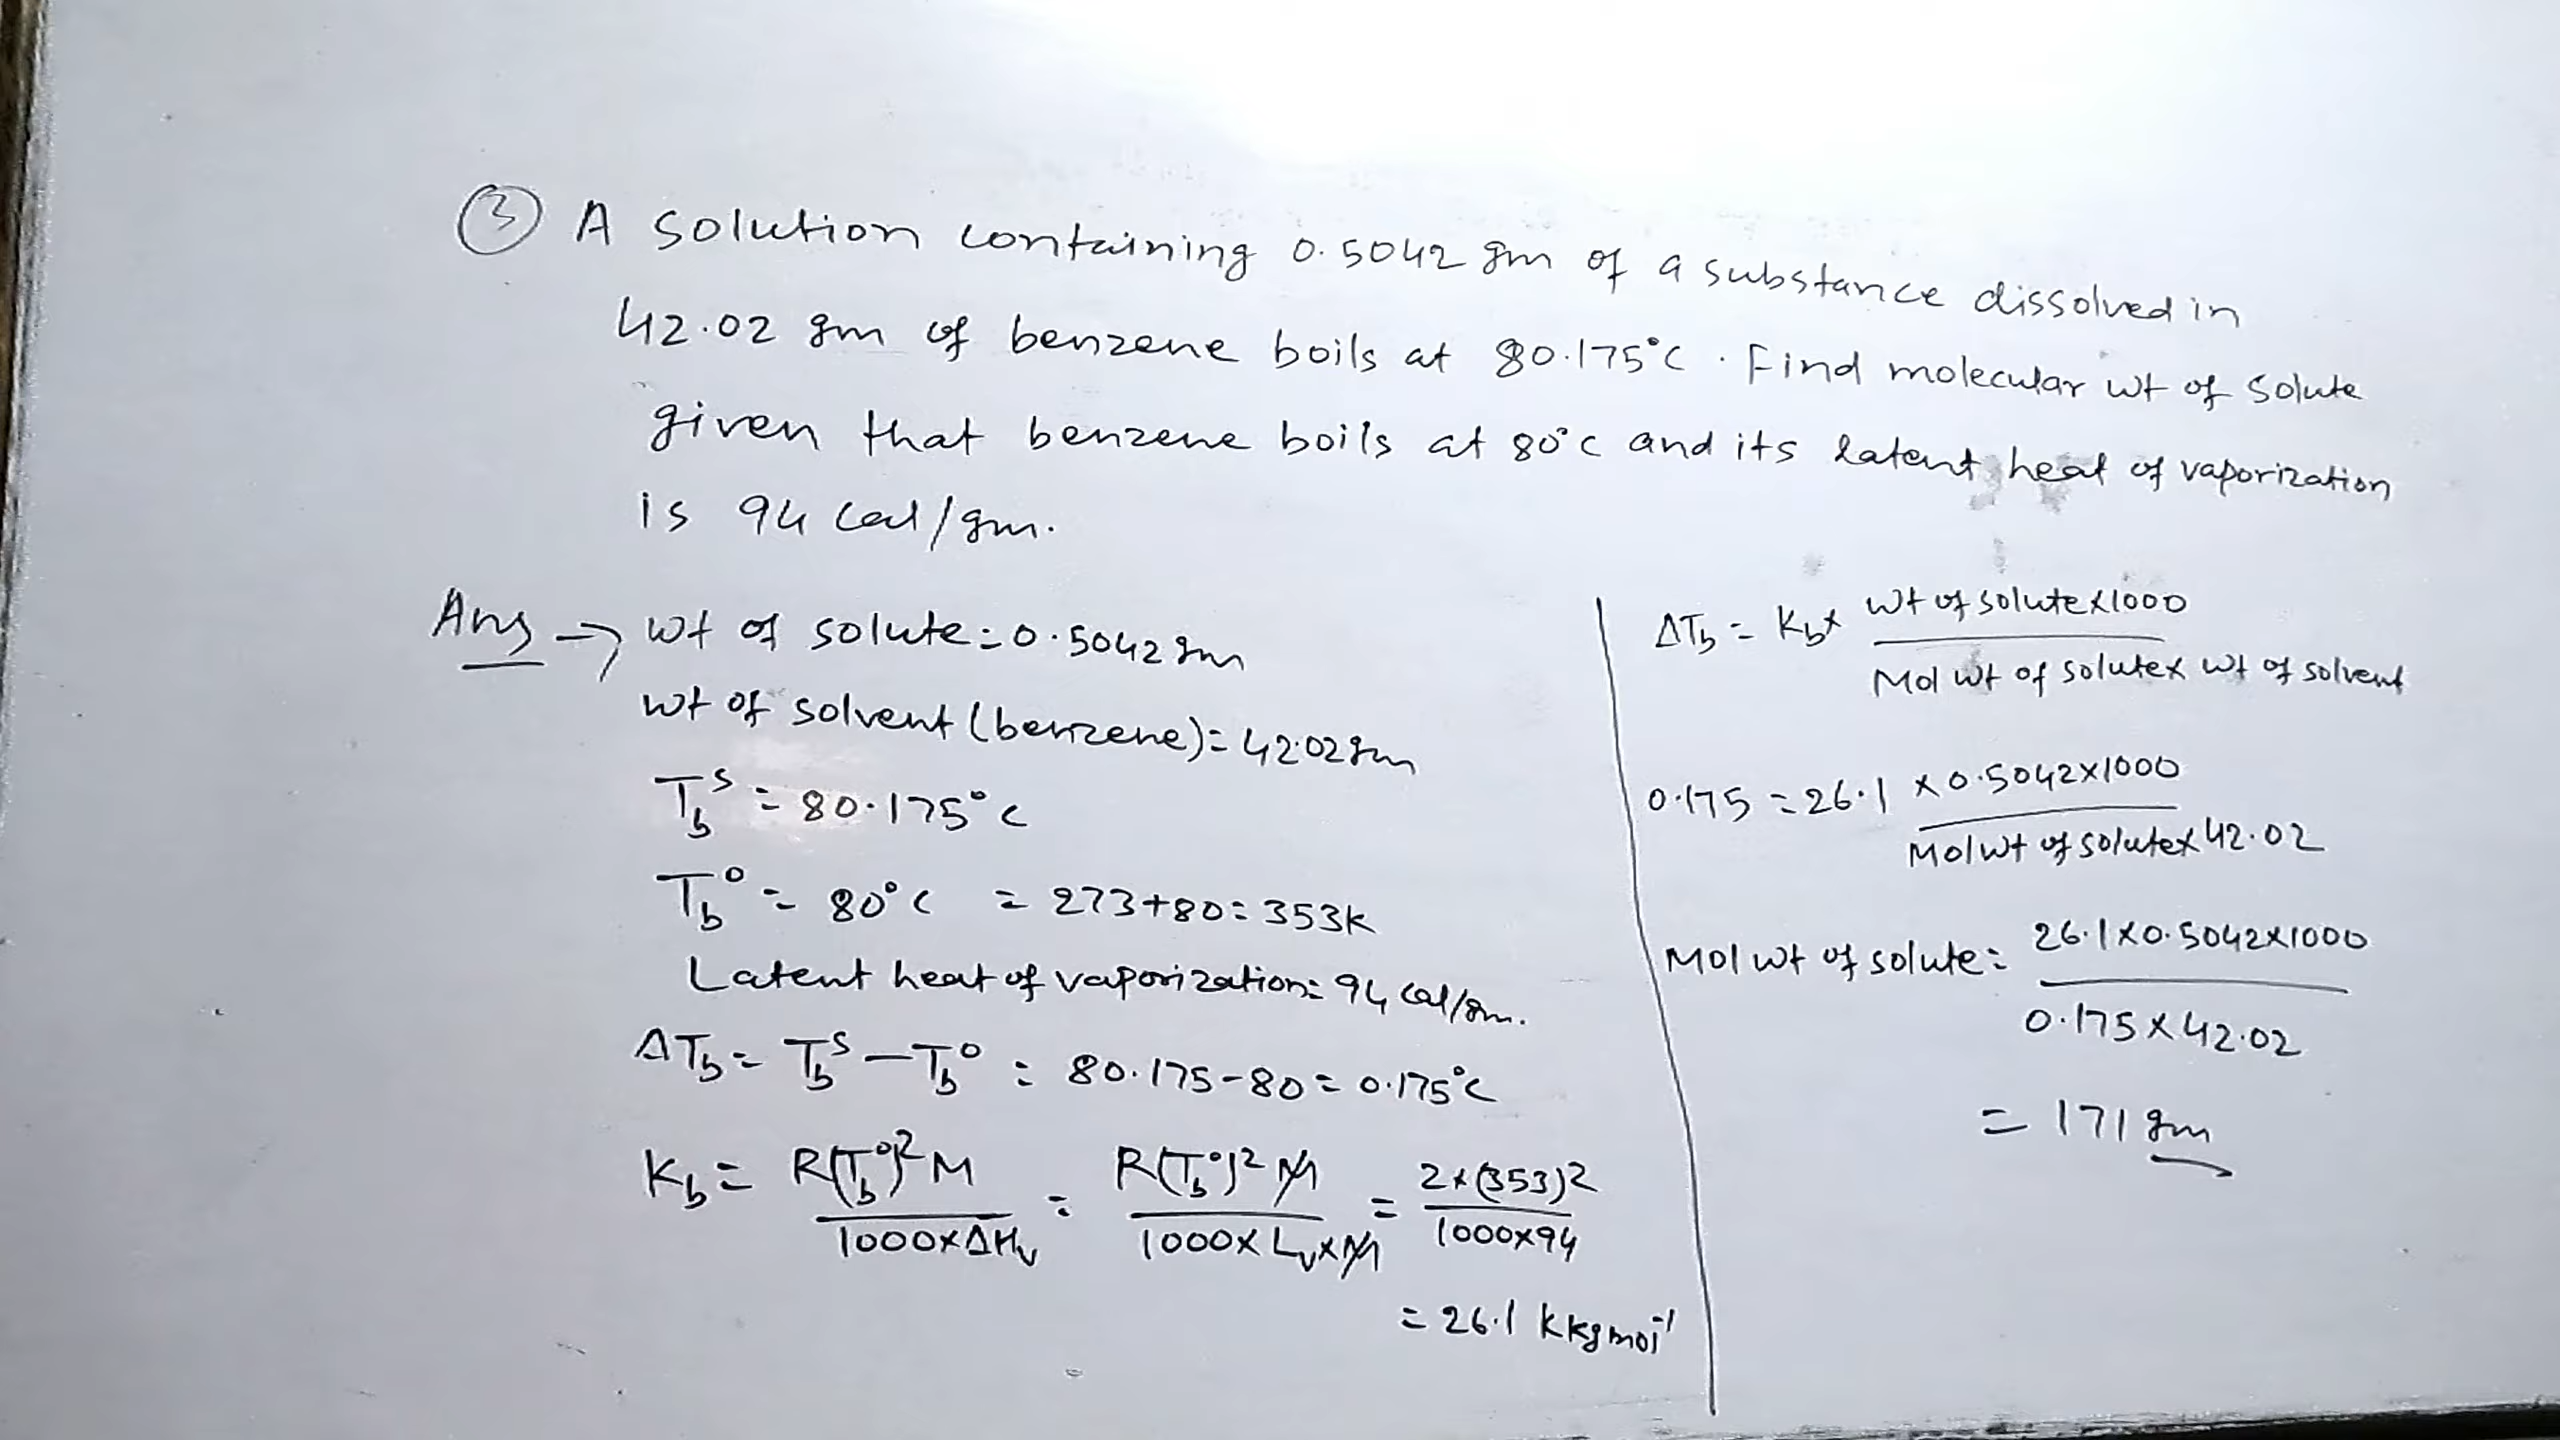 ③ A solution containing 0.5042 gm of a substance dissolved in
42.02 gm of benzene boils at 80.175°C. Find molecular wt of solute
given that benzene boils at 80°C and its latent heat of vaporization
is 94 cal/gm.
Ans → wt of solute = 0.5042 gm
wt of solvent (benzene) = 42.02 gm
T_b^s = 80.175°C
T_b^o = 80°C = 273+80 = 353K
Latent heat of vaporization = 94 cal/gm.
ΔT_b = T_b^s − T_b^o = 80.175-80 = 0.175°C
K_b = R(T_b^o)²M / 1000×ΔH_v = R(T_b^o)²M / 1000×L_v×M = 2×(353)² / 1000×94
= 26.1 K kg mol⁻¹
ΔT_b = K_b × wt of solute×1000 / Mol wt of solute× wt of solvent
0.175 = 26.1 × 0.5042×1000 / Mol wt of solute×42.02
Mol wt of solute = 26.1×0.5042×1000 / 0.175×42.02
= 171 gm